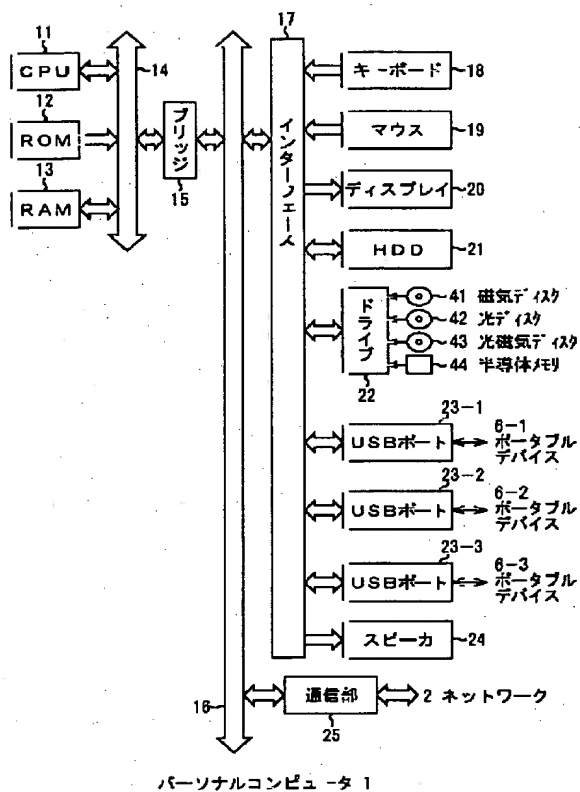 11
CPU
12
ROM
13
RAM
14
ブリッジ
15
16
17
インターフェース
キーボード 18
マウス 19
ディスプレイ 20
HDD 21
ドライブ
22
41 磁気ディスク
42 光ディスク
43 光磁気ディスク
44 半導体メモリ
23-1
USBポート
6-1
ポータブル
デバイス
23-2
USBポート
6-2
ポータブル
デバイス
23-3
USBポート
6-3
ポータブル
デバイス
スピーカ 24
通信部
25
2 ネットワーク
パーソナルコンピュータ 1